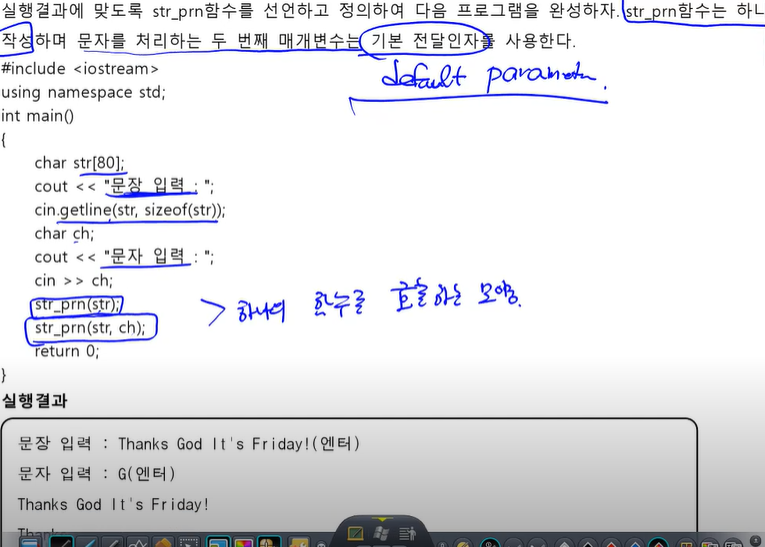 실행결과에 맞도록 str_prn함수를 선언하고 정의하여 다음 프로그램을 완성하자. str_prn함수는 하나
작성하며 문자를 처리하는 두 번째 매개변수는 기본 전달인자를 사용한다.
default
#include <iostream>
using namespace std;
int main()
{
char str[80];
cout << "문장 입력 : ";
cin.getline(str, sizeof(str));
char ch;
cout << "문자 입력 : ";
cin >> ch;
str_prn(str);
str_prn(str, ch);
> 하나의 함수를 호출하는 모양.
return 0;
}
실행결과
문장 입력 : Thanks God It's Friday!(엔터)
문자 입력 : G(엔터)
Thanks God It's Friday!